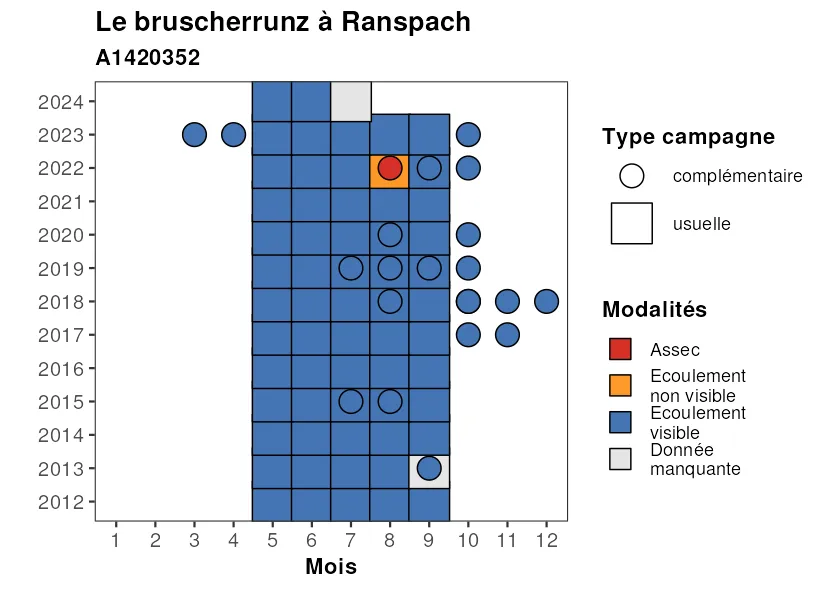 Le bruscherrunz à Ranspach
A1420352
2024
2023
2022
2021
2020
2019
2018
2017
2016
2015
2014
2013
2012
1 2 3 4 5 6 7 8 9 10 11 12
Mois
Type campagne
complémentaire
usuelle
Modalités
Assec
Ecoulement
non visible
Ecoulement
visible
Donnée
manquante